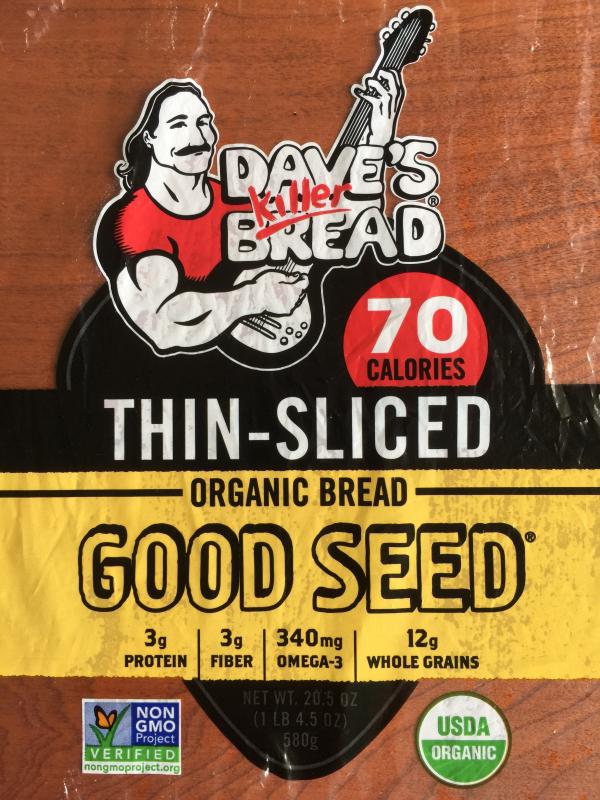 DAVE'S
Killer
BREAD®
70
CALORIES
THIN-SLICED
ORGANIC BREAD
GOOD SEED®
3g PROTEIN
3g FIBER
340mg OMEGA-3
12g WHOLE GRAINS
NET WT. 20.5 OZ
(1 LB 4.5 OZ)
580g
NON
GMO
Project
VERIFIED
nongmoproject.org
USDA
ORGANIC